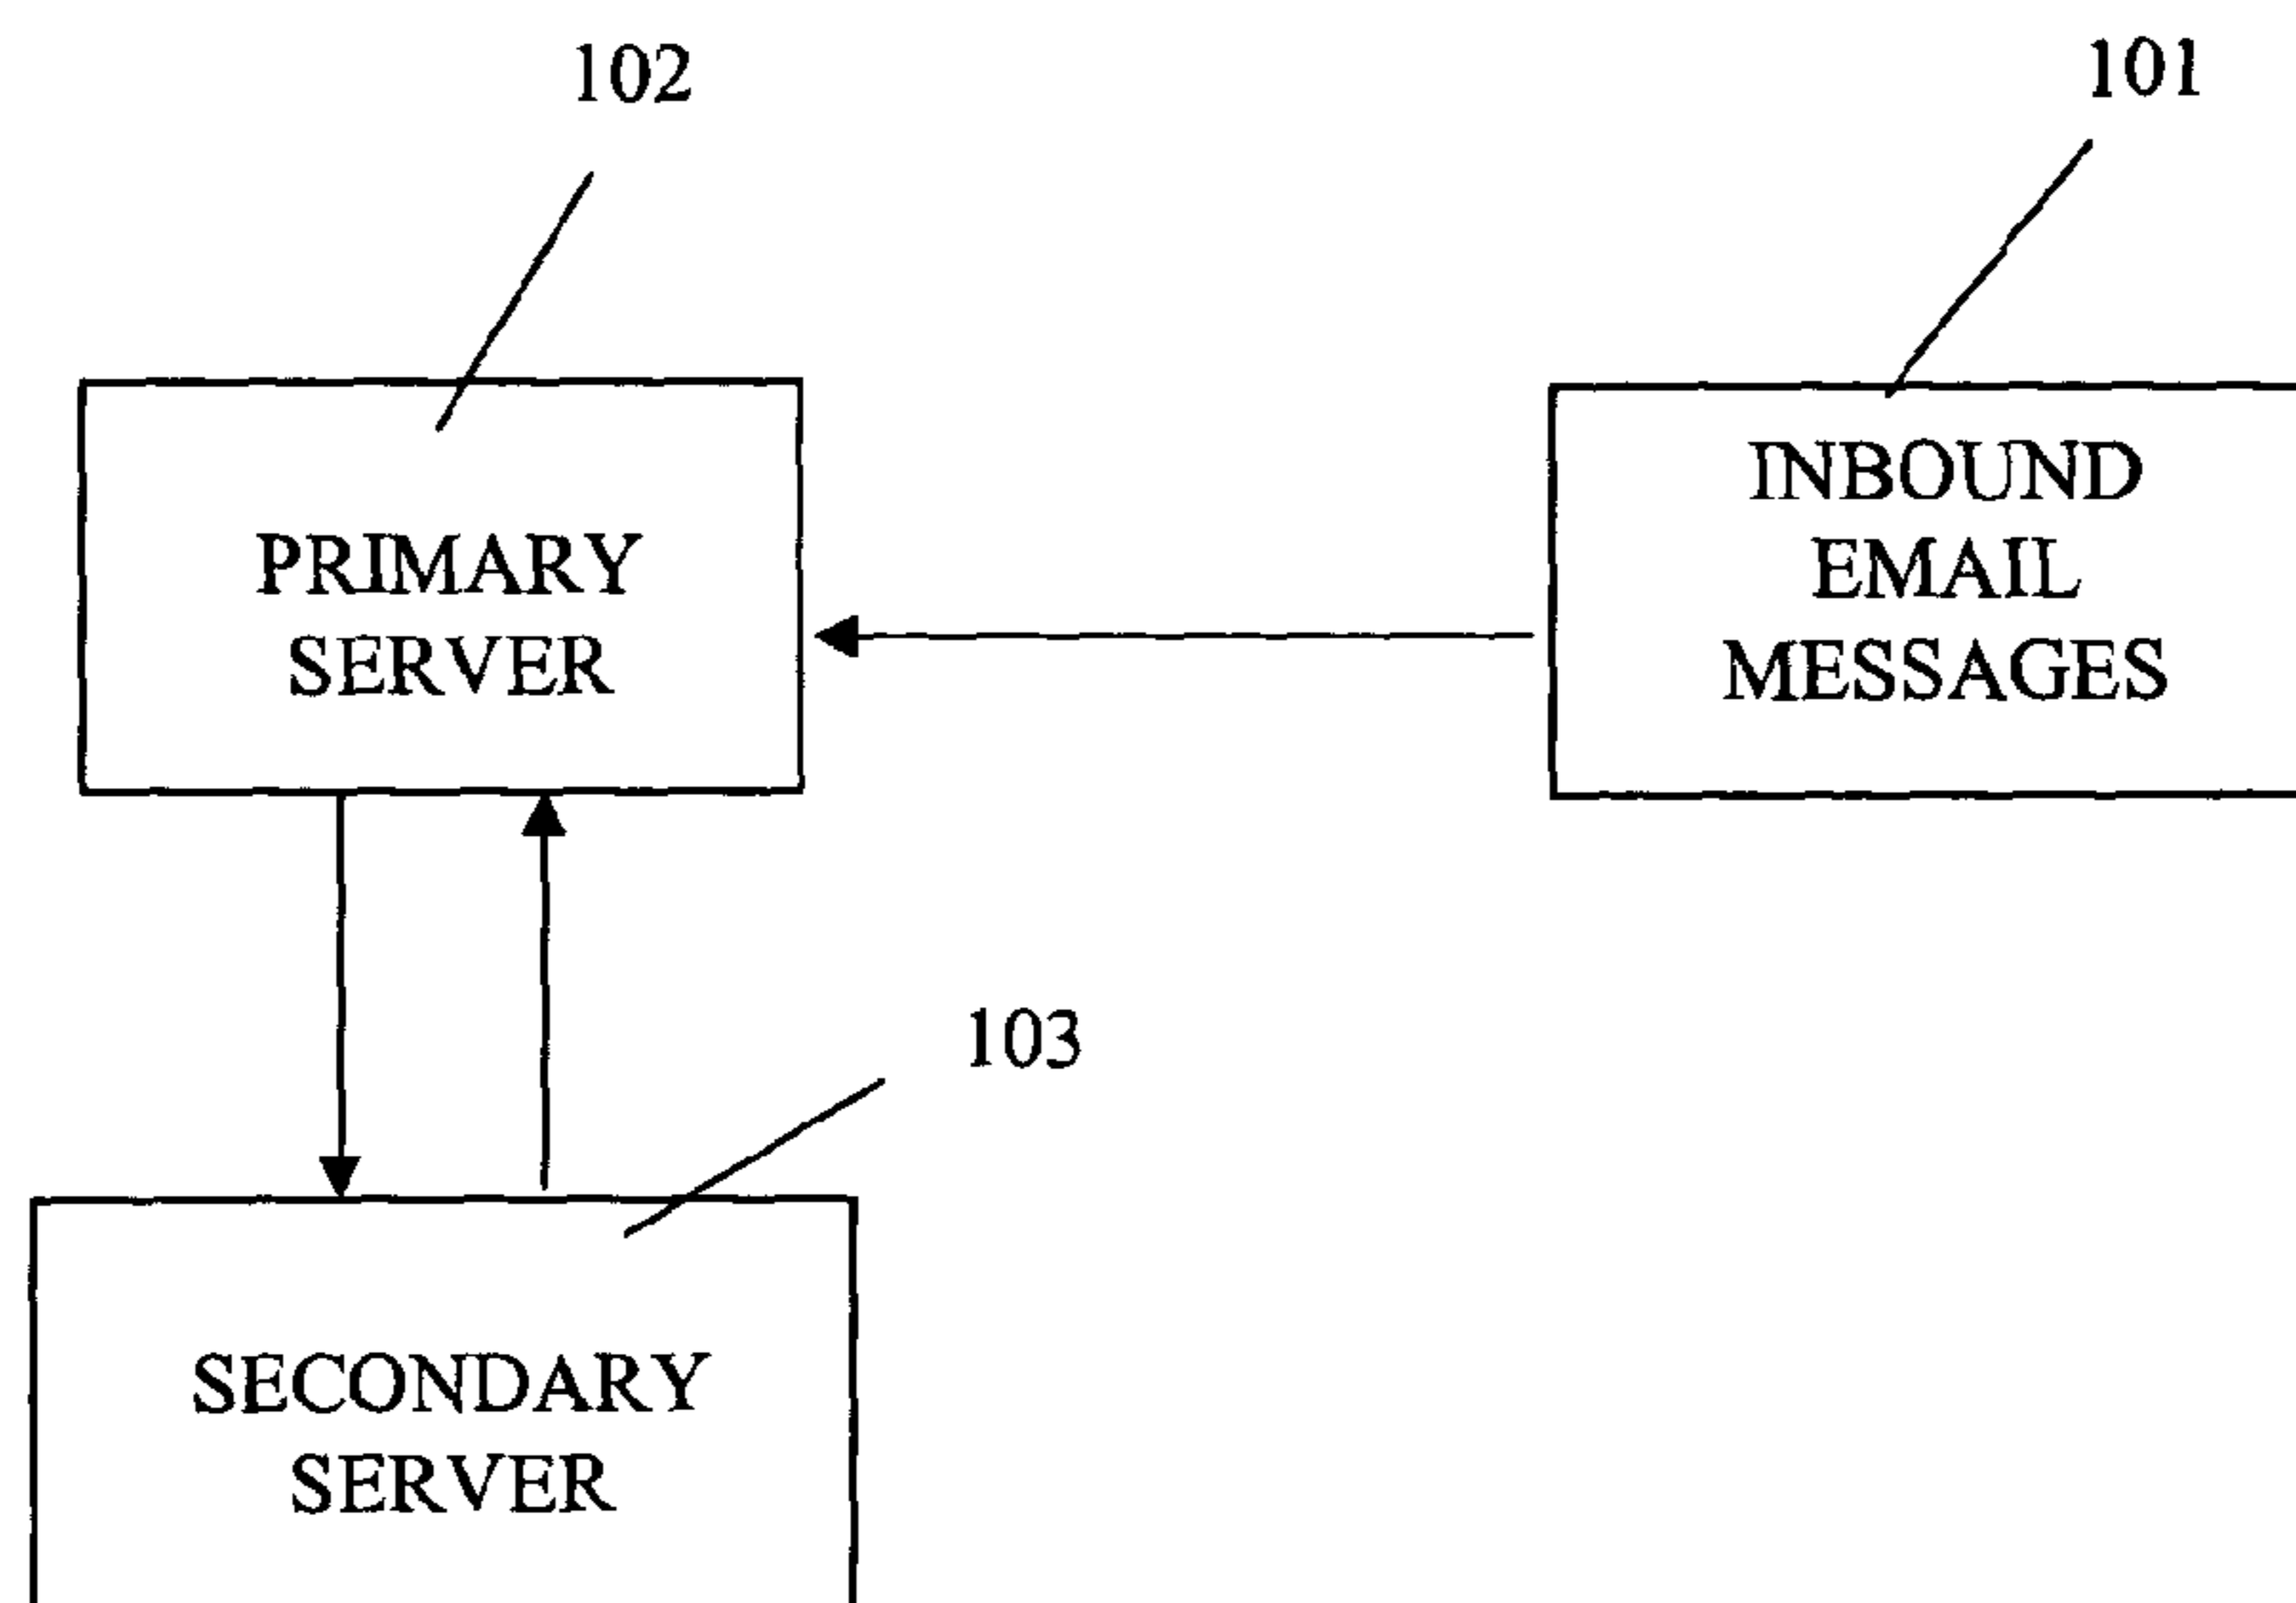 102
101
PRIMARY
SERVER
INBOUND
EMAIL
MESSAGES
103
SECONDARY
SERVER